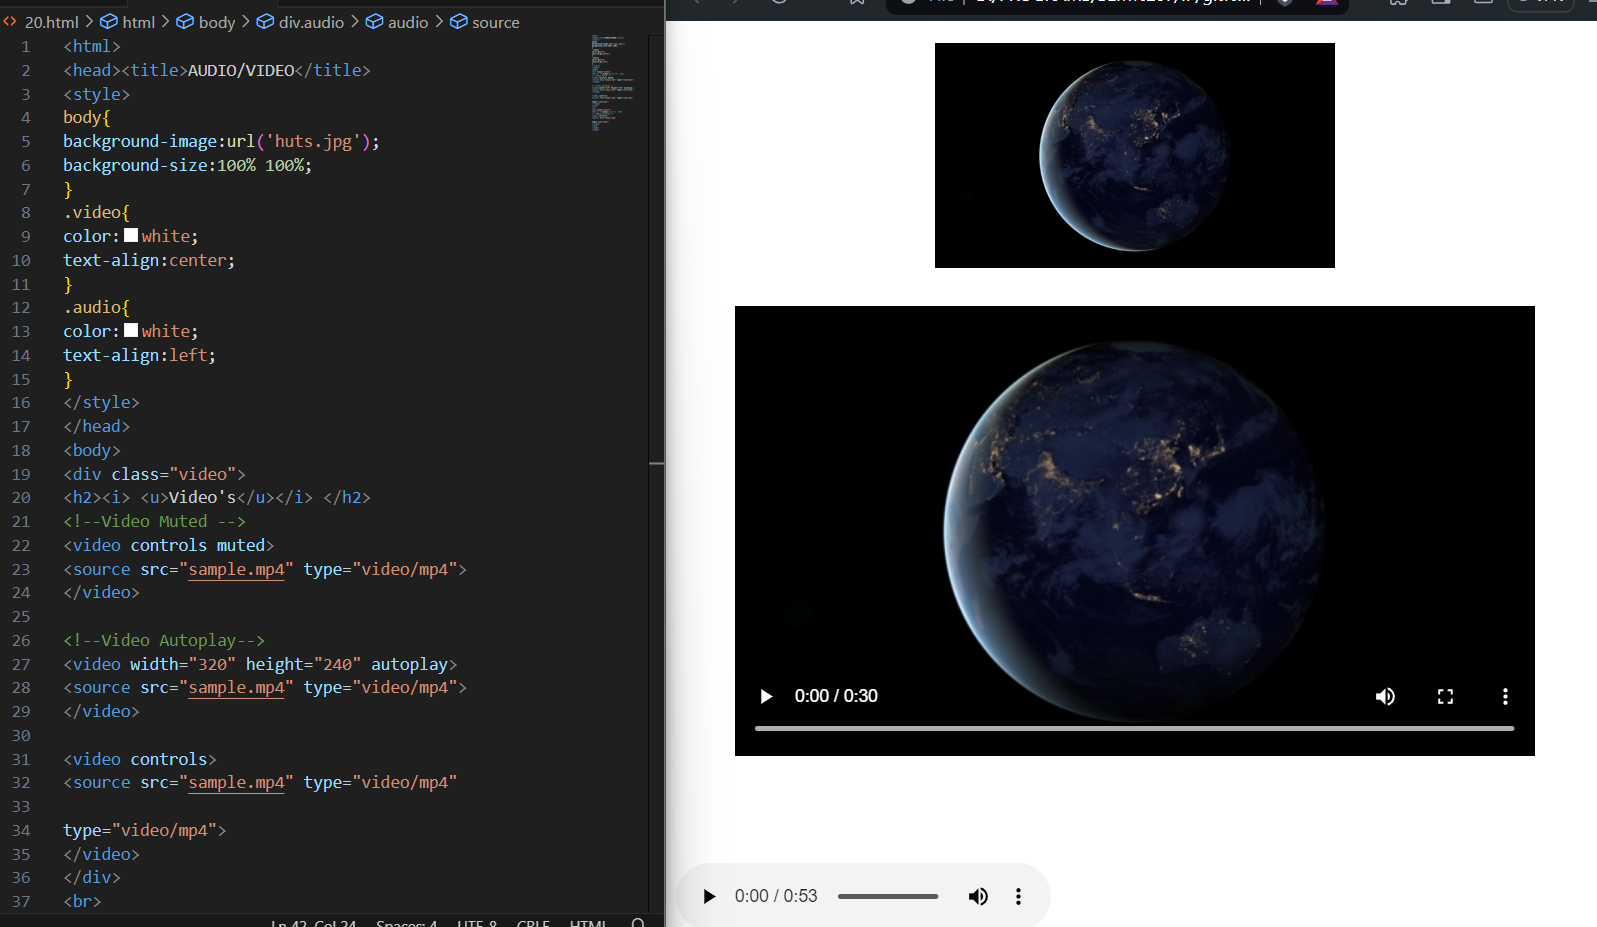 20.html > html > body > div.audio > audio > source
1 <html>
2 <head><title>AUDIO/VIDEO</title>
3 <style>
4 body{
5 background-image:url('huts.jpg');
6 background-size:100% 100%;
7 }
8 .video{
9 color:white;
10 text-align:center;
11 }
12 .audio{
13 color:white;
14 text-align:left;
15 }
16 </style>
17 </head>
18 <body>
19 <div class="video">
20 <h2><i> <u>Video's</u></i> </h2>
21 <!--Video Muted -->
22 <video controls muted>
23 <source src="sample.mp4" type="video/mp4">
24 </video>
25
26 <!--Video Autoplay-->
27 <video width="320" height="240" autoplay>
28 <source src="sample.mp4" type="video/mp4">
29 </video>
30
31 <video controls>
32 <source src="sample.mp4" type="video/mp4"
33
34 type="video/mp4">
35 </video>
36 </div>
37 <br>
Ln 42, Col 24 Spaces: 4 UTF-8 CRLF HTML
0:00 / 0:30
0:00 / 0:53